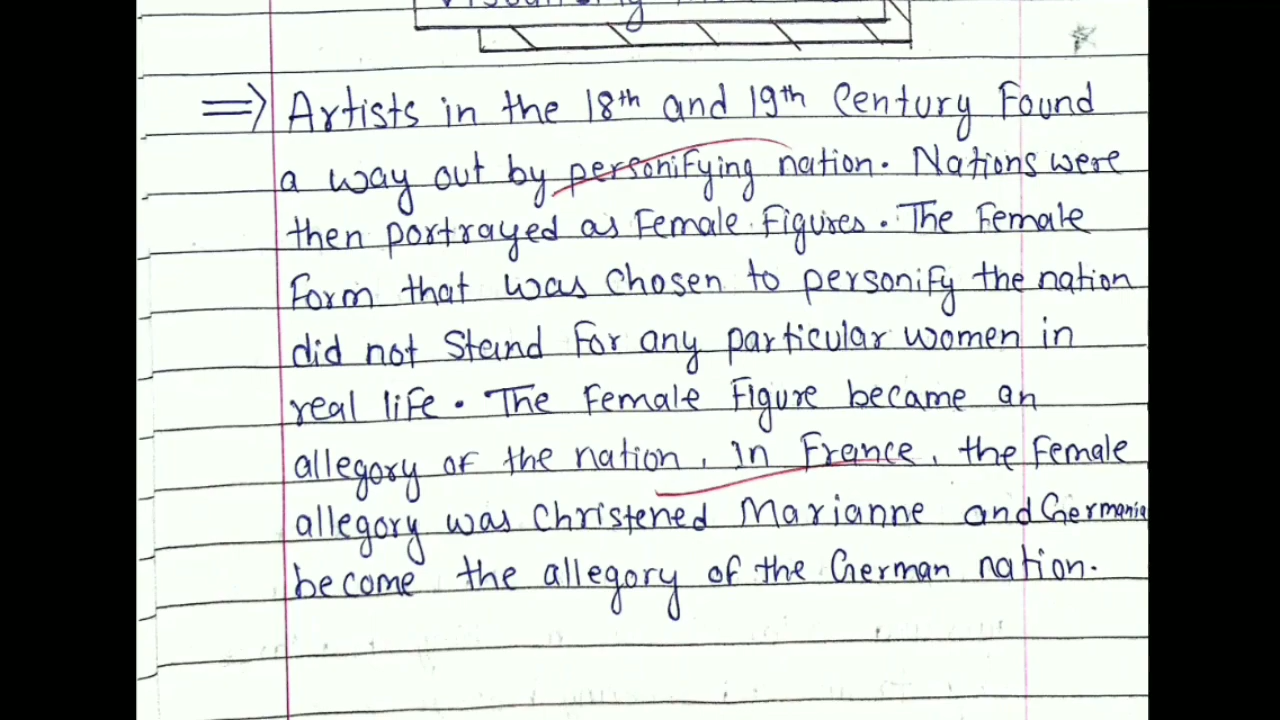 => Artists in the 18th and 19th Century Found
a way out by personifying nation. Nations were
then portrayed as Female Figures. The Female
Form that was chosen to personify the nation
did not Stand For any particular women in
real life. The Female Figure became an
allegory of the nation, In France, the Female
allegory was Christened Marianne and Germania
become the allegory of the German nation.